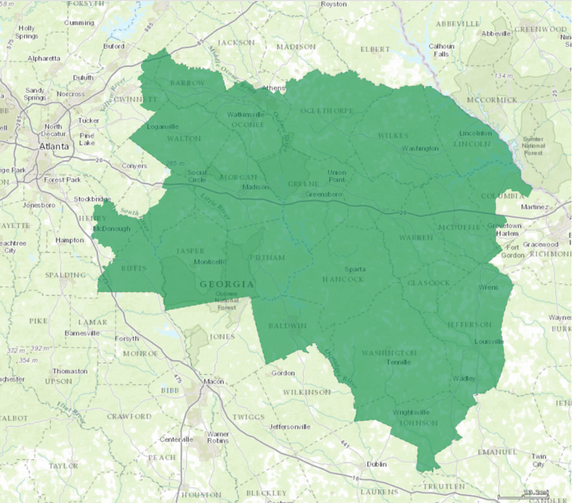 FORSYTH
Royston
Holly
Springs
Cumming
Buford
JACKSON
MADISON
ELBERT
Calhoun
Falls
ABBEVILLE
Abbeville
GREENWOOD
Alpharetta
Duluth
Sandy
Springs
Norcross
GWINNETT
BARROW
Athens
MCCORMICK
North
Decatur
Tucker
Pine
Lake
Loganville
Watkinsville
OCONEE
OGLETHORPE
WILKES
Lincolnton
LINCOLN
Sumter
National
Forest
Atlanta
WALTON
Washington
Conyers
Social
Circle
MORGAN
Madison
GREENE
Union
Point
Greensboro
Forest Park
Jonesboro
Stockbridge
HENRY
McDonough
COLUMBIA
Martinez
Hampton
MCDUFFIE
Harlem
Gracewood
Fort
Gordon
RICHMOND
WARREN
JASPER
Monticello
PUTNAM
SPALDING
BUTTS
GEORGIA
National
Forest
Sparta
HANCOCK
GLASCOCK
Wrens
PIKE
LAMAR
Barnesville
Forsyth
MONROE
JONES
BALDWIN
JEFFERSON
Louisville
Thomaston
UPSON
WASHINGTON
Tennille
Gordon
WILKINSON
Macon
BIBB
Wadley
CRAWFORD
TWIGGS
Jeffersonville
Wrightsville
JOHNSON
Centerville
Warner
Robins
PEACH
EMANUEL
Twin
City
Dublin
TAYLOR
HOUSTON
BLECKLEY
LAURENS
TREUTLEN
CANDLER